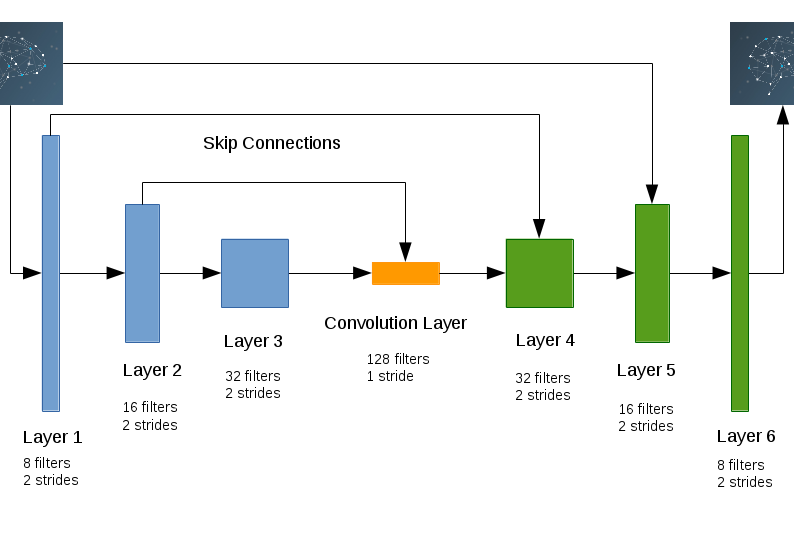 Skip Connections
Layer 1
8 filters
2 strides
Layer 2
16 filters
2 strides
Layer 3
32 filters
2 strides
Convolution Layer
128 filters
1 stride
Layer 4
32 filters
2 strides
Layer 5
16 filters
2 strides
Layer 6
8 filters
2 strides